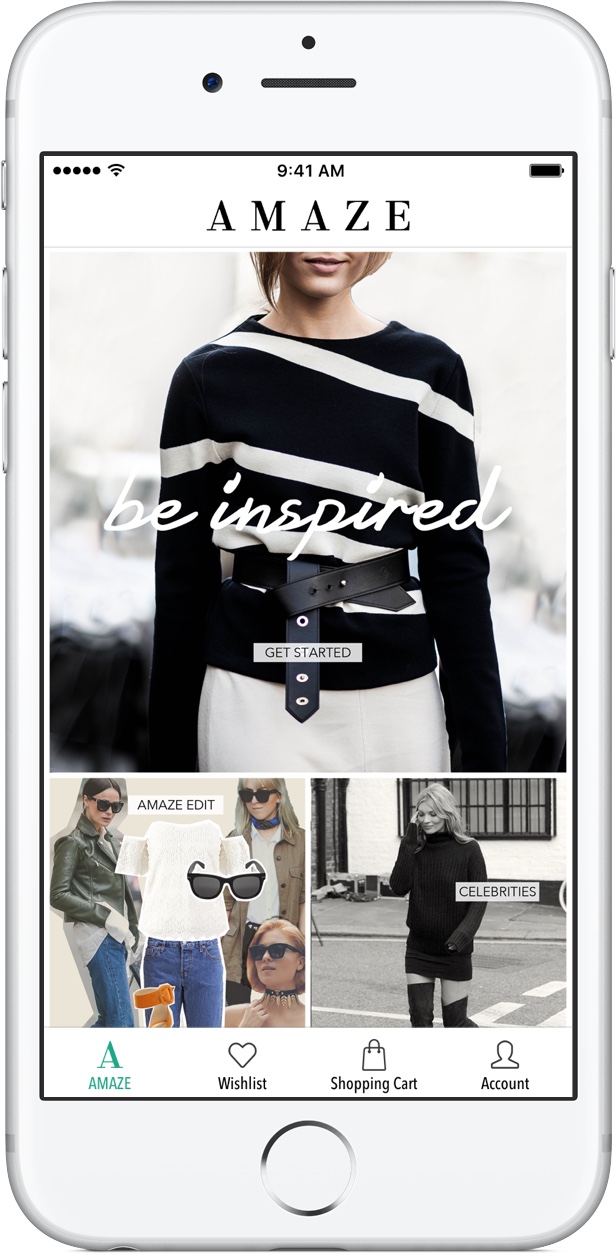 9:41 AM
AMAZE
be inspired
GET STARTED
AMAZE EDIT
CELEBRITIES
A
AMAZE
Wishlist
Shopping Cart
Account